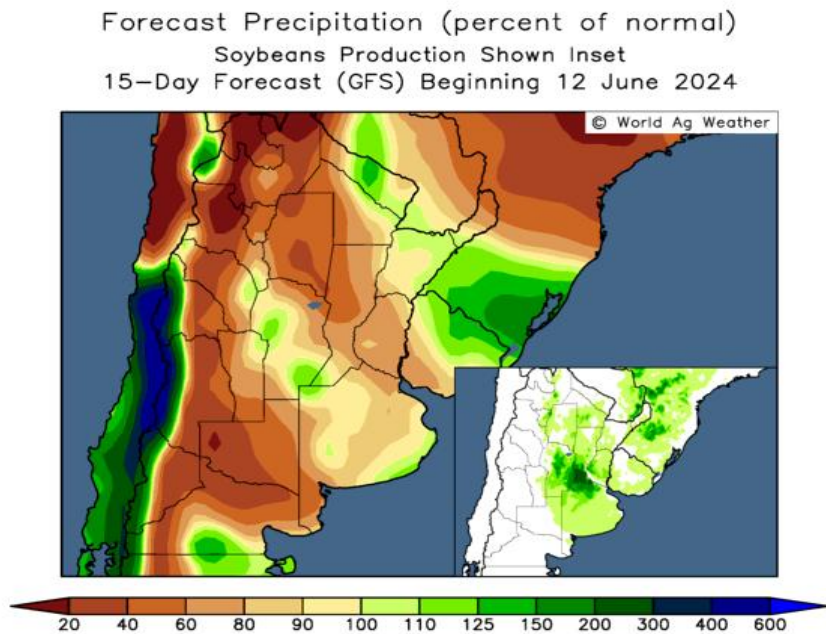 Forecast Precipitation (percent of normal)
Soybeans Production Shown Inset
15-Day Forecast (GFS) Beginning 12 June 2024
© World Ag Weather
20 40 60 80 90 100 110 125 150 200 300 400 600